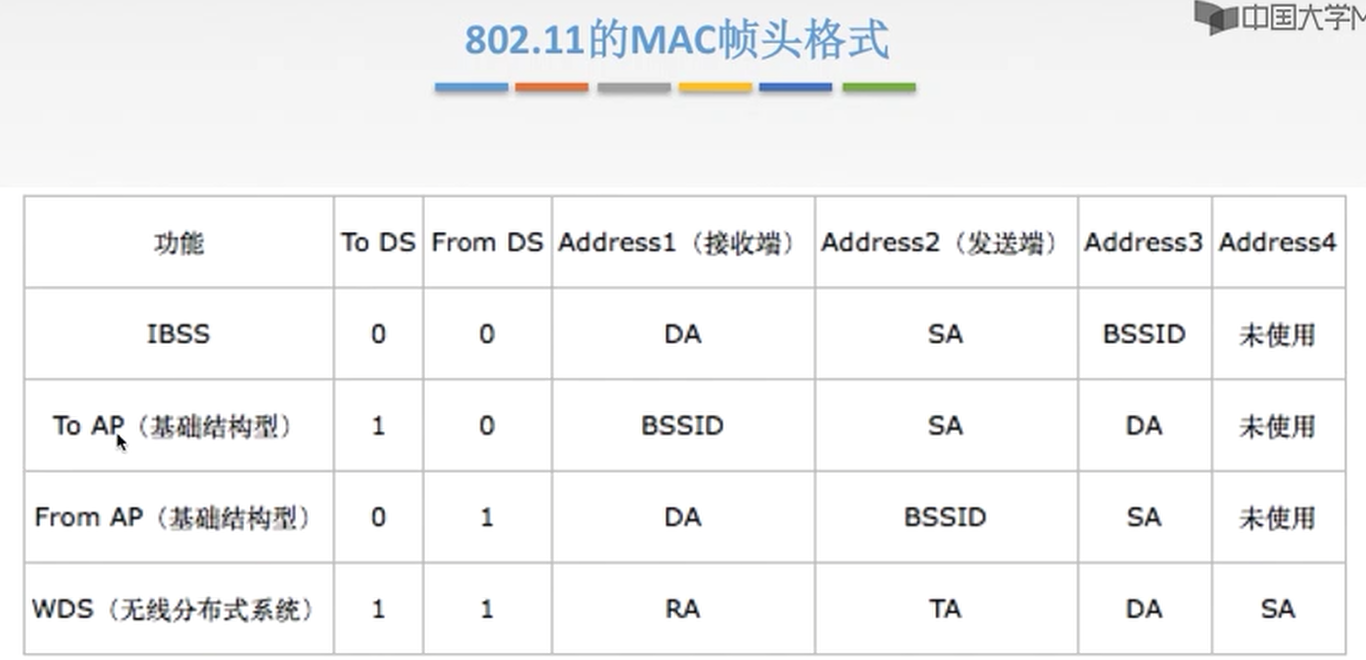 中国大学M
802.11的MAC帧头格式
功能 To DS From DS Address1（接收端） Address2（发送端） Address3 Address4
IBSS 0 0 DA SA BSSID 未使用
To AP（基础结构型） 1 0 BSSID SA DA 未使用
From AP（基础结构型） 0 1 DA BSSID SA 未使用
WDS（无线分布式系统） 1 1 RA TA DA SA